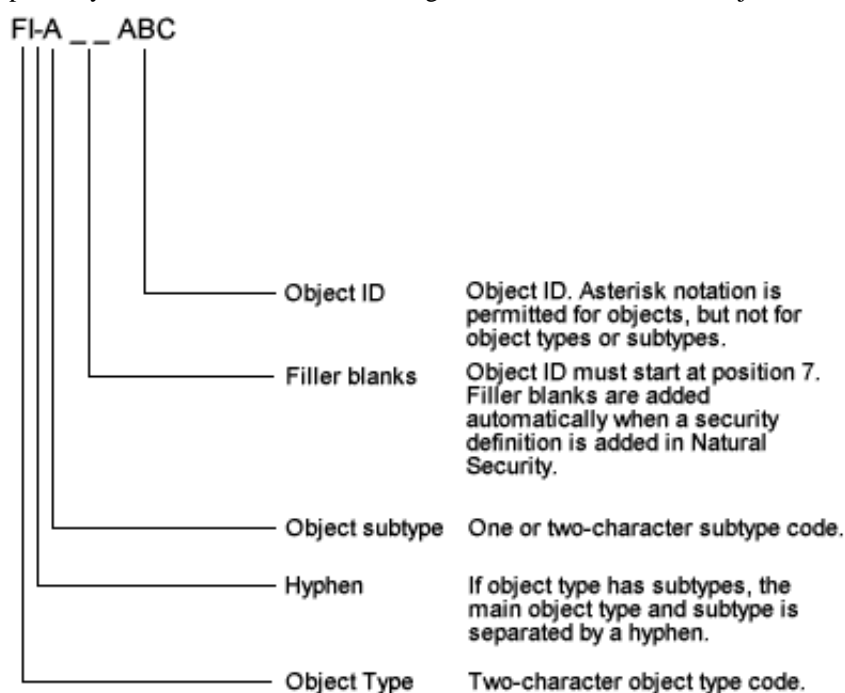 FI-A _ _ ABC
Object ID Object ID. Asterisk notation is
permitted for objects, but not for
object types or subtypes.
Filler blanks Object ID must start at position 7.
Filler blanks are added
automatically when a security
definition is added in Natural
Security.
Object subtype One or two-character subtype code.
Hyphen If object type has subtypes, the
main object type and subtype is
separated by a hyphen.
Object Type Two-character object type code.